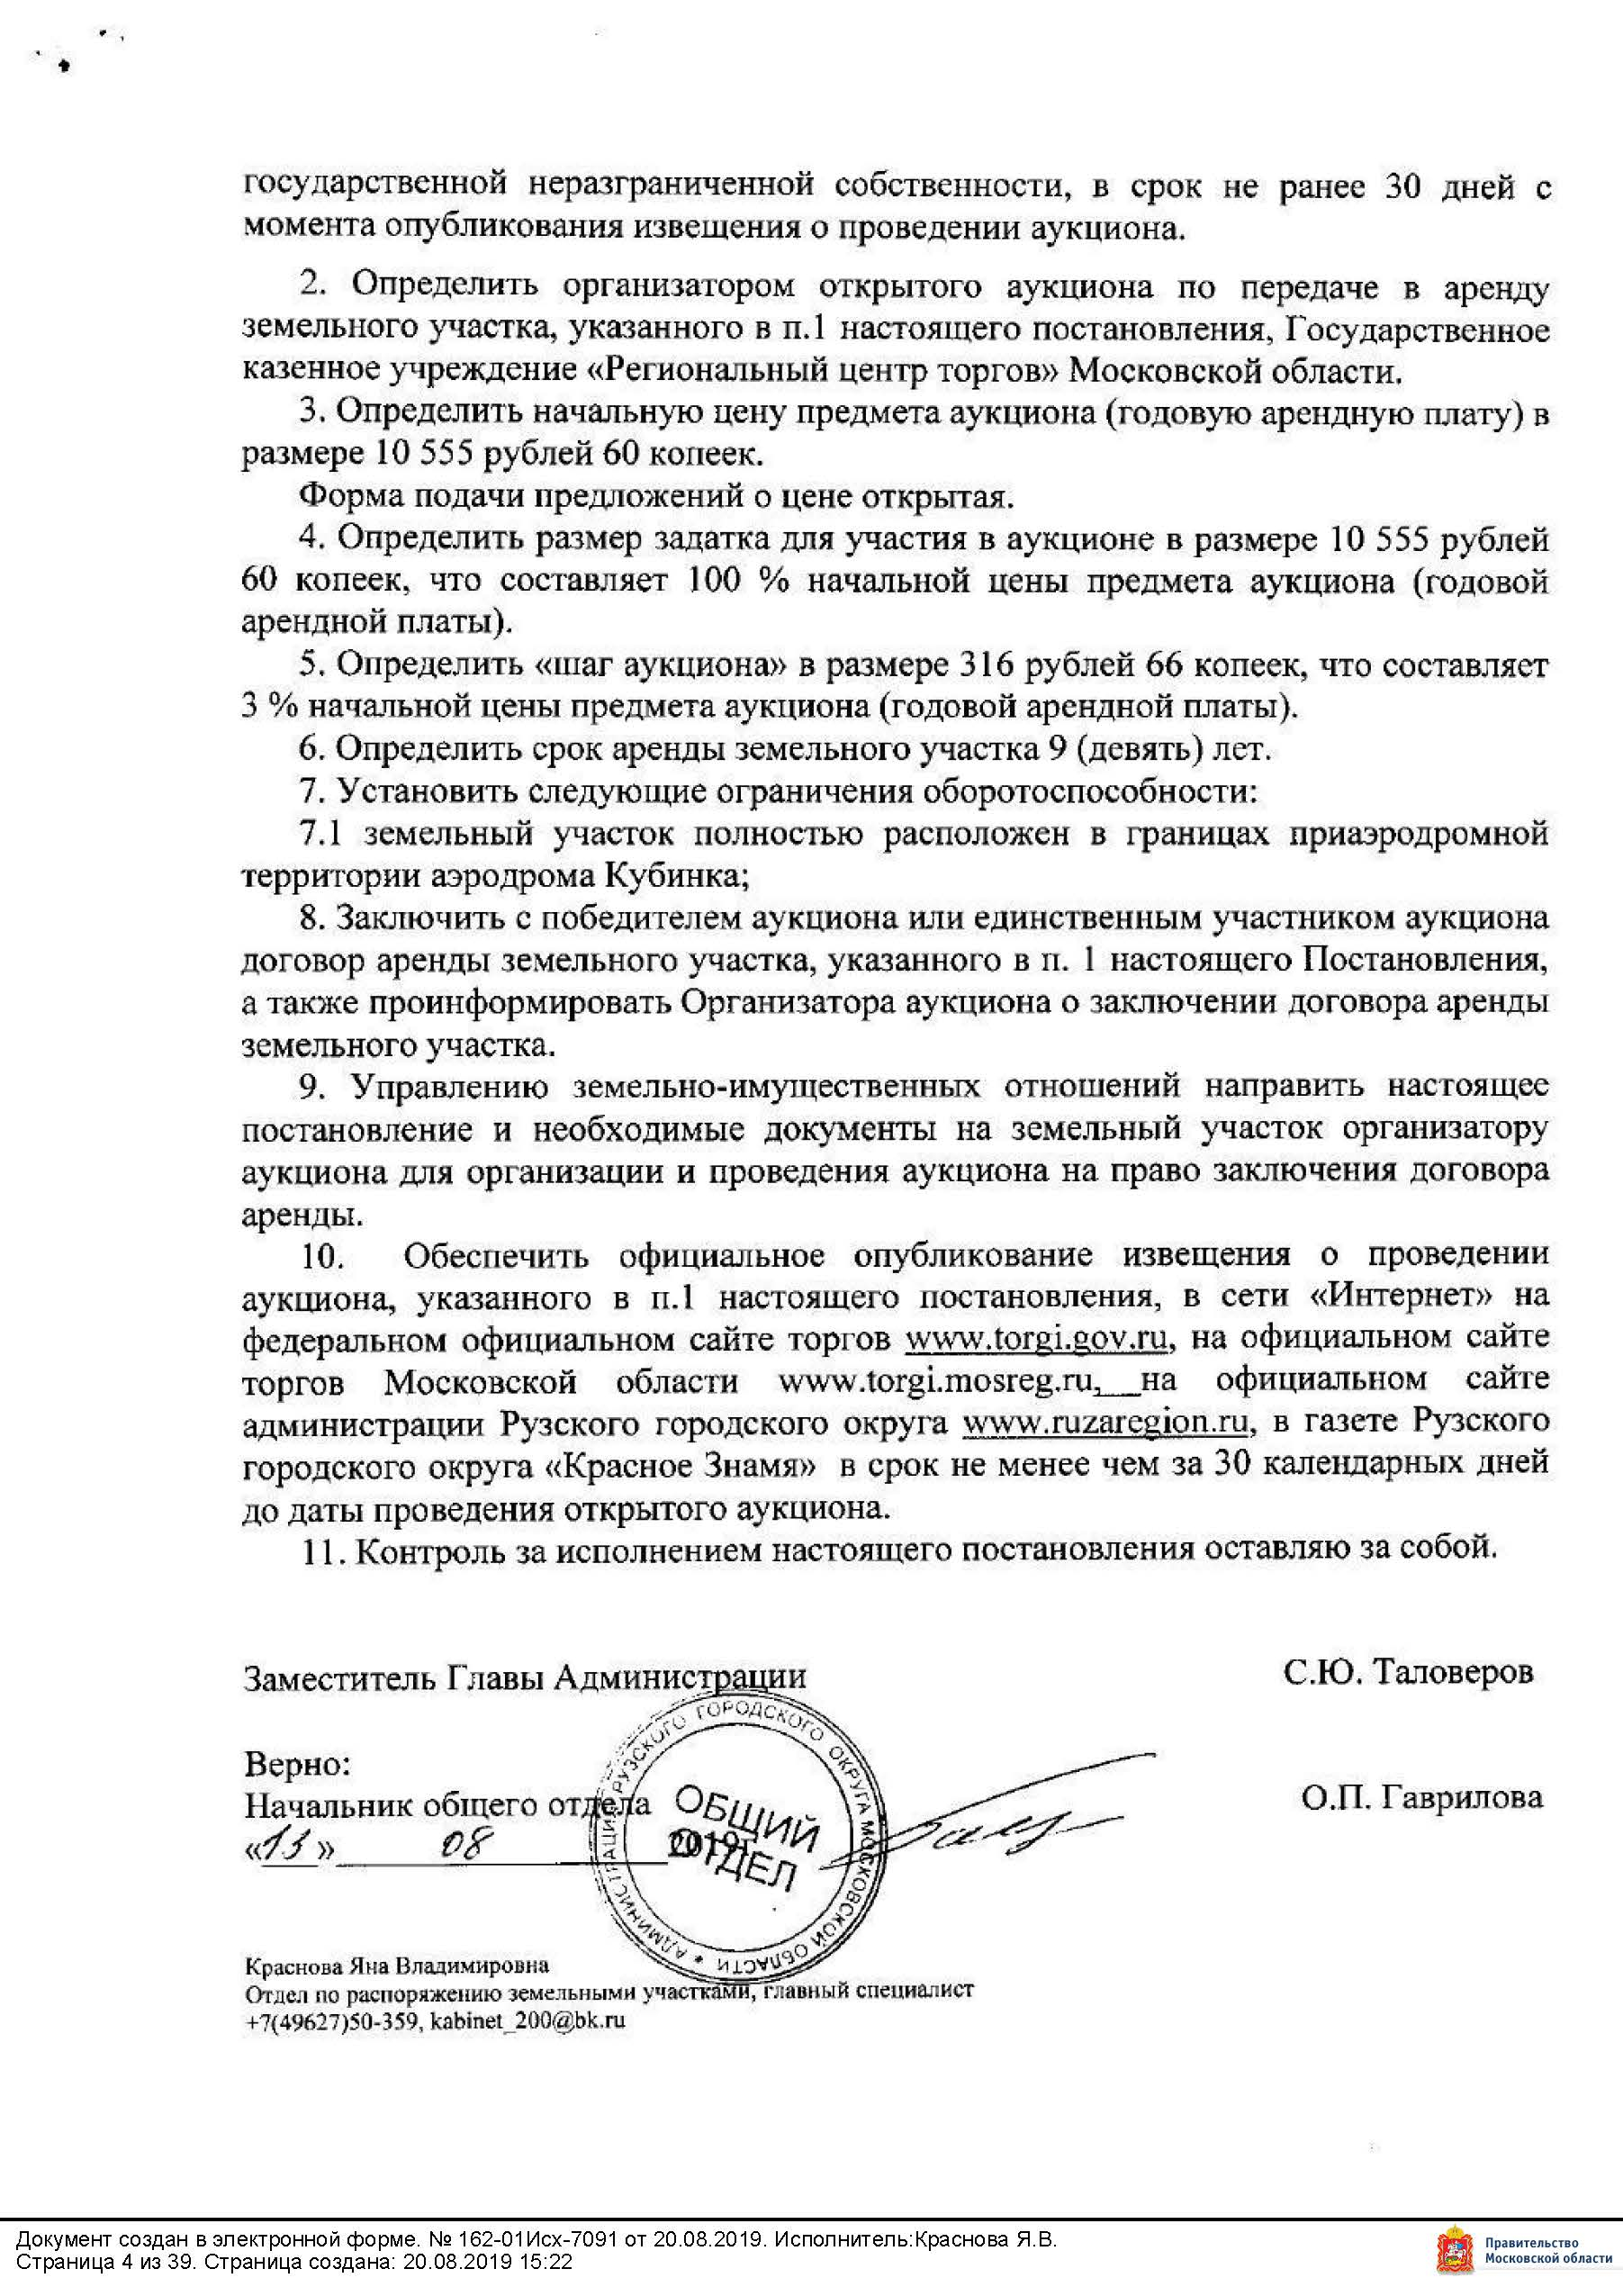 государственной неразграниченной собственности, в срок не ранее 30 дней с
момента опубликования извещения о проведении аукциона.
2. Определить организатором открытого аукциона по передаче в аренду
земельного участка, указанного в п.1 настоящего постановления, Государственное
казенное учреждение «Региональный центр торгов» Московской области.
3. Определить начальную цену предмета аукциона (годовую арендную плату) в
размере 10 555 рублей 60 копеек.
Форма подачи предложений о цене открытая.
4. Определить размер задатка для участия в аукционе в размере 10 555 рублей
60 копеек, что составляет 100 % начальной цены предмета аукциона (годовой
арендной платы).
5. Определить «шаг аукциона» в размере 316 рублей 66 копеек, что составляет
3 % начальной цены предмета аукциона (годовой арендной платы).
6. Определить срок аренды земельного участка 9 (девять) лет.
7. Установить следующие ограничения оборотоспособности:
7.1 земельный участок полностью расположен в границах приаэродромной
территории аэродрома Кубинка;
8. Заключить с победителем аукциона или единственным участником аукциона
договор аренды земельного участка, указанного в п. 1 настоящего Постановления,
а также проинформировать Организатора аукциона о заключении договора аренды
земельного участка.
9. Управлению земельно-имущественных отношений направить настоящее
постановление и необходимые документы на земельный участок организатору
аукциона для организации и проведения аукциона на право заключения договора
аренды.
10. Обеспечить официальное опубликование извещения о проведении
аукциона, указанного в п.1 настоящего постановления, в сети «Интернет» на
федеральном официальном сайте торгов www.torgi.gov.ru, на официальном сайте
торгов Московской области www.torgi.mosreg.ru, на официальном сайте
администрации Рузского городского округа www.ruzaregion.ru, в газете Рузского
городского округа «Красное Знамя» в срок не менее чем за 30 календарных дней
до даты проведения открытого аукциона.
11. Контроль за исполнением настоящего постановления оставляю за собой.
Заместитель Главы Администрации С.Ю. Таловеров
Верно:
Начальник общего отдела О.П. Гаврилова
«13» 08 2019г.
АДМИНИСТРАЦИЯ РУЗСКОГО ГОРОДСКОГО ОКРУГА МОСКОВСКОЙ ОБЛАСТИ *
ОБЩИЙ
ОТДЕЛ
Краснова Яна Владимировна
Отдел по распоряжению земельными участками, главный специалист
+7(49627)50-359, kabinet_200@bk.ru
Документ создан в электронной форме. № 162-01Исх-7091 от 20.08.2019. Исполнитель:Краснова Я.В.
Страница 4 из 39. Страница создана: 20.08.2019 15:22
Правительство
Московской области